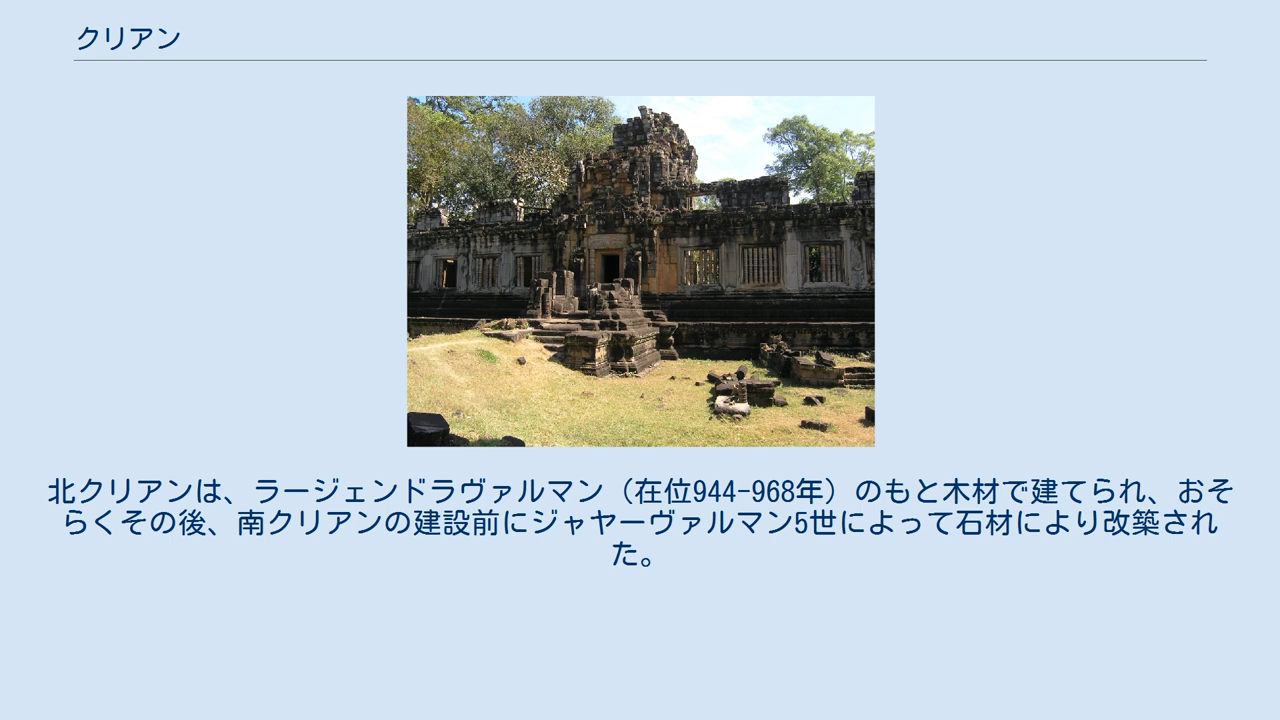 クリアン
北クリアンは、ラージェンドラヴァルマン（在位944-968年）のもと木材で建てられ、おそ
らくその後、南クリアンの建設前にジャヤーヴァルマン5世によって石材により改築され
た。